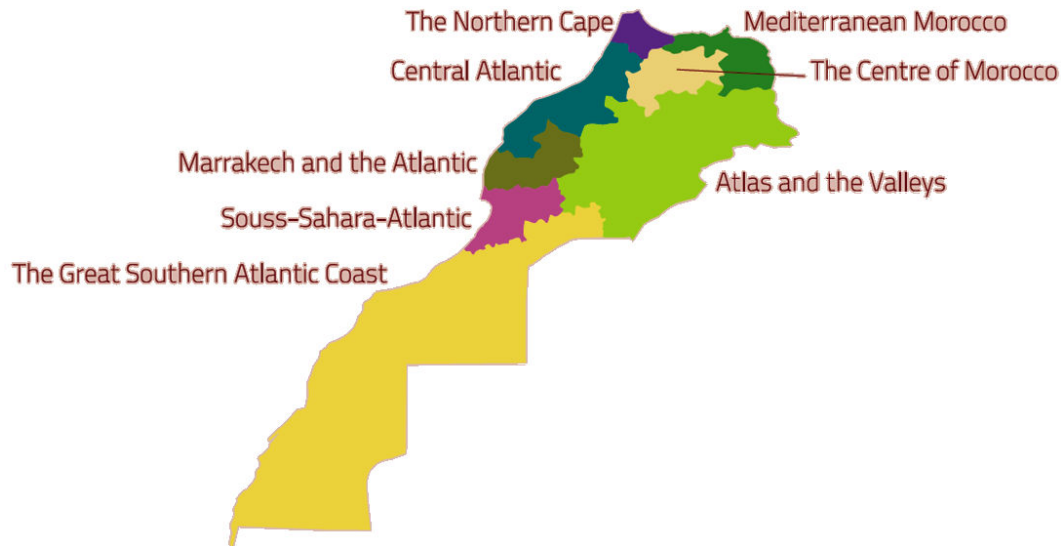 The Northern Cape
Mediterranean Morocco
Central Atlantic
The Centre of Morocco
Marrakech and the Atlantic
Atlas and the Valleys
Souss-Sahara-Atlantic
The Great Southern Atlantic Coast